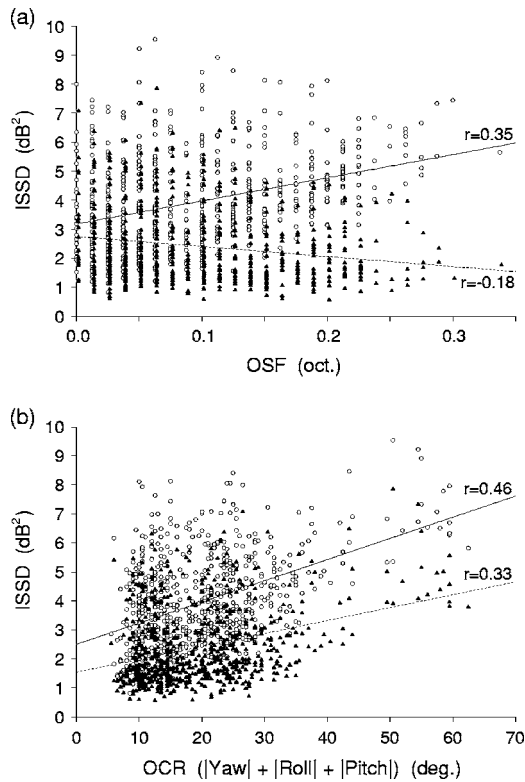 (a)
10
9
8
7
6
5
4
3
2
1
0
ISSD (dB²)
r=0.35
r=-0.18
0.0 0.1 0.2 0.3
OSF (oct.)
(b)
10
9
8
7
6
5
4
3
2
1
0
ISSD (dB²)
r=0.46
r=0.33
0 10 20 30 40 50 60 70
OCR (|Yaw| + |Roll| + |Pitch|) (deg.)